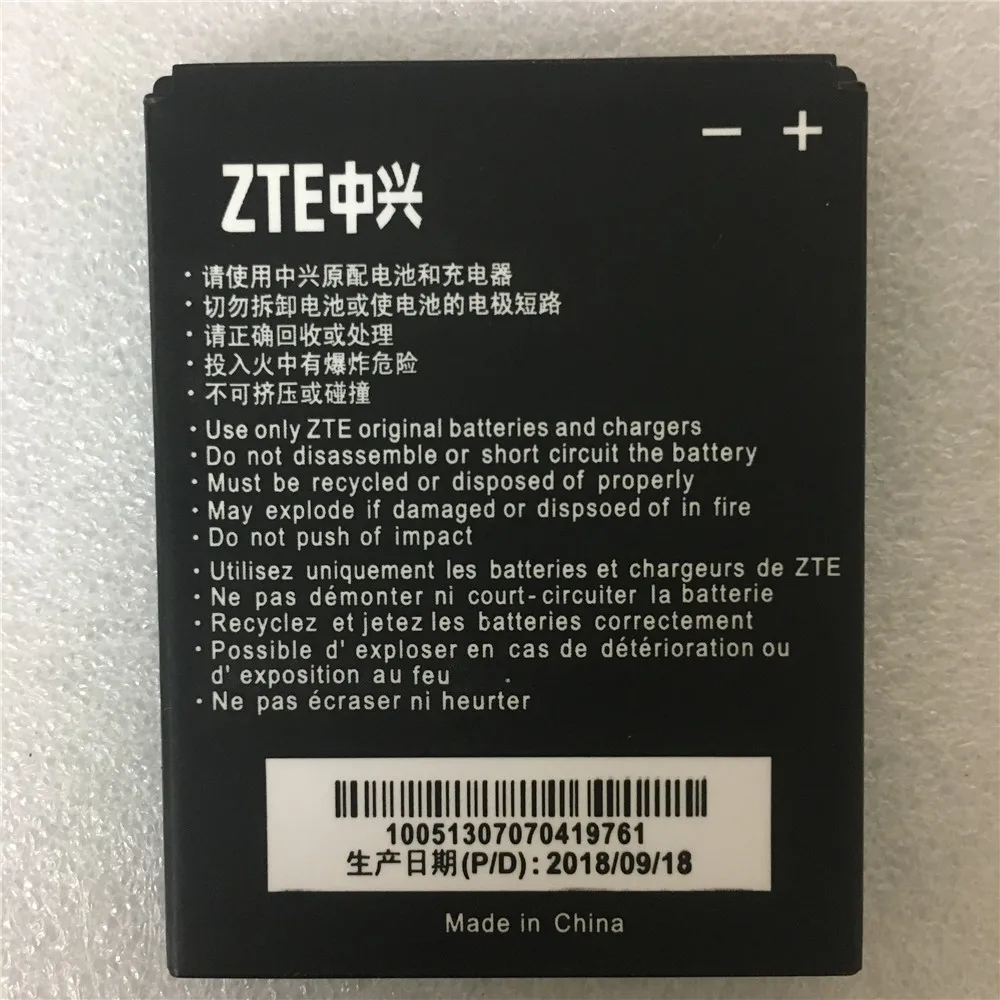 − +
ZTE中兴
· 请使用中兴原配电池和充电器
· 切勿拆卸电池或使电池的电极短路
· 请正确回收或处理
· 投入火中有爆炸危险
· 不可挤压或碰撞
· Use only ZTE original batteries and chargers
· Do not disassemble or short circuit the battery
· Must be recycled or disposed of properly
· May explode if damaged or dispsoed of in fire
· Do not push of impact
· Utilisez uniquement les batteries et chargeurs de ZTE
· Ne pas démonter ni court-circuiter la batterie
· Recyclez et jetez les batteries correctement
· Possible d' exploser en cas de détérioration ou
d' exposition au feu .
· Ne pas écraser ni heurter
10051307070419761
生产日期(P/D): 2018/09/18
Made in China